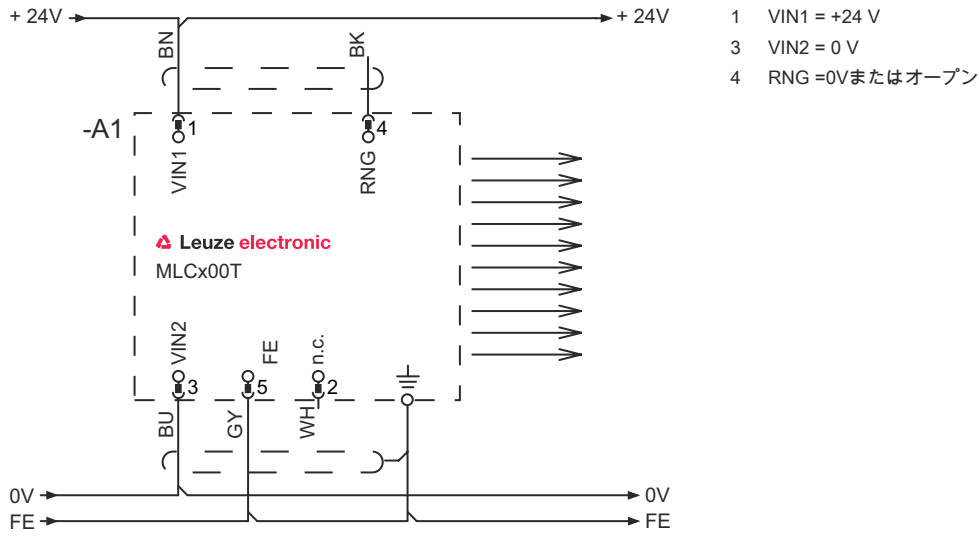 + 24V
+ 24V
1 VIN1 = +24 V
3 VIN2 = 0 V
4 RNG =0Vまたはオープン
BN
BK
-A1
1
4
VIN1
RNG
Leuze electronic
MLCx00T
VIN2
FE
n.c.
3
5
2
BU
GY
WH
0V
0V
FE
FE